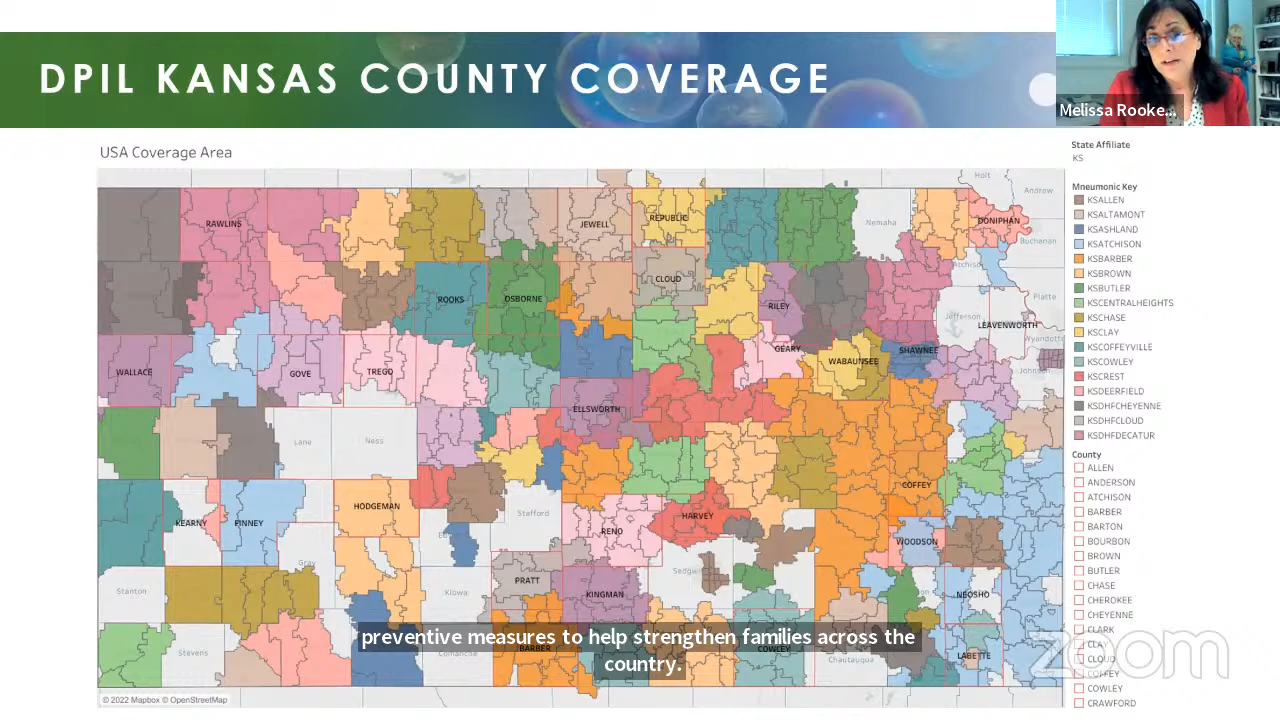 DPIL KANSAS COUNTY COVERAGE
Melissa Rooke...
USA Coverage Area
State Affiliate
KS
Mneumonic Key
KSALLEN
KSALTAMONT
KSASHLAND
KSATCHISON
KSBARBER
KSBROWN
KSBUTLER
KSCENTRALHEIGHTS
KSCHASE
KSCLAY
KSCOFFEYVILLE
KSCOWLEY
KSCREST
KSDEERFIELD
KSDHFCHEYENNE
KSDHFCLOUD
KSDHFDECATUR
County
ALLEN
ANDERSON
ATCHISON
BARBER
BARTON
BOURBON
BROWN
BUTLER
CHASE
CHEROKEE
CHEYENNE
CLARK
CLAY
CLOUD
COFFEY
COWLEY
CRAWFORD
Holt
Andrew
RAWLINS
JEWELL
REPUBLIC
Nemaha
DONIPHAN
Buchanan
Atchison
CLOUD
ROOKS
OSBORNE
RILEY
Platte
Jefferson
LEAVENWORTH
Wyandotte
GEARY
SHAWNEE
WABAUNSEE
Johnson
WALLACE
GOVE
TREGO
ELLSWORTH
Lane
Ness
COFFEY
HODGEMAN
Stafford
HARVEY
KEARNY
FINNEY
RENO
WOODSON
Gray
Sedgwi
PRATT
Stanton
Kiowa
KINGMAN
NEOSHO
preventive measures to help strengthen families across the
country.
Stevens
Comanche
BARBER
COWLEY
Chautauqua
LABETTE
zoom
© 2022 Mapbox © OpenStreetMap